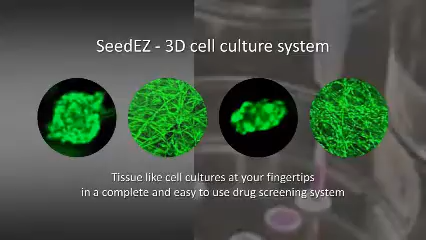 SeedEZ - 3D cell culture system
Tissue like cell cultures at your fingertips
in a complete and easy to use drug screening system